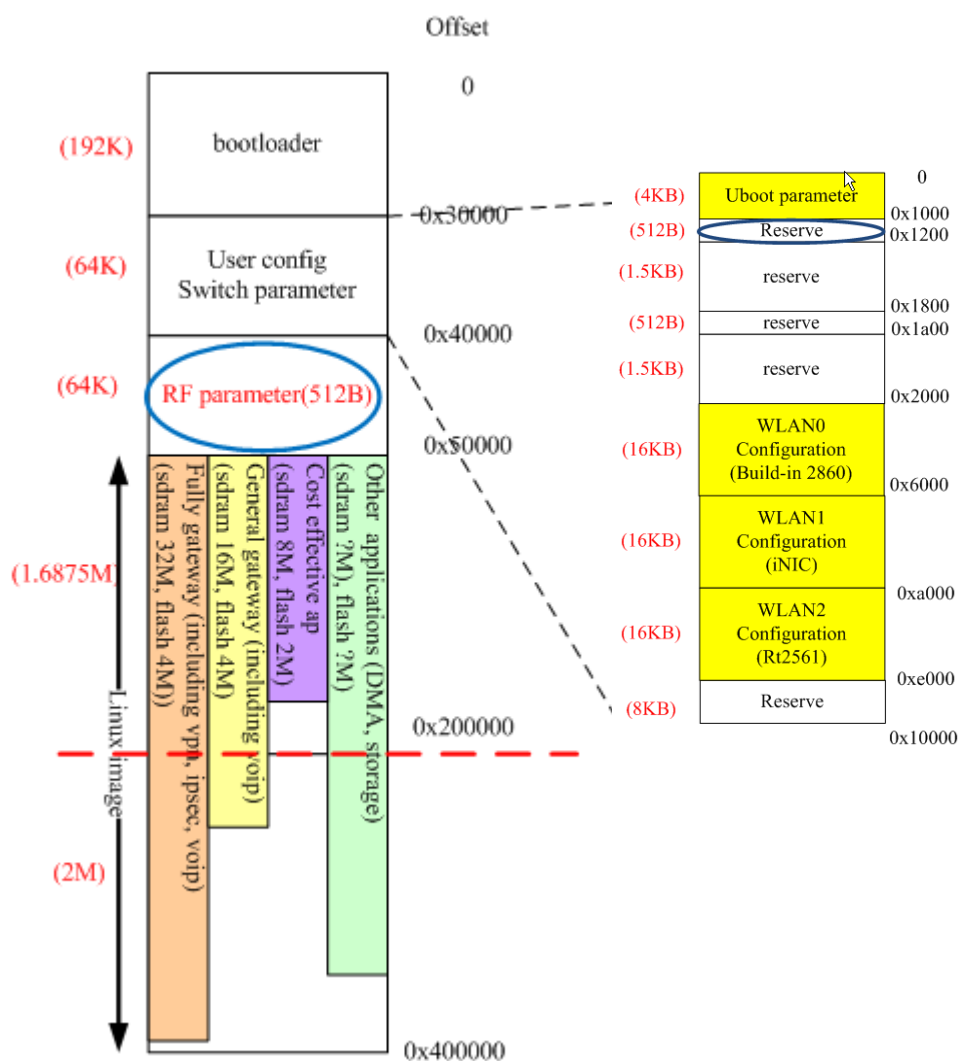 Offset
0
(192K)
bootloader
0x30000
(64K)
User config
Switch parameter
0x40000
(64K)
RF parameter(512B)
0x50000
(1.6875M)
Linux image
(2M)
Fully gateway (including vpn, ipsec, voip)
(sdram 32M, flash 4M))
General gateway (including voip)
(sdram 16M, flash 4M)
Cost effective ap
(sdram 8M, flash 2M)
Other applications (DMA, storage)
(sdram ?M), flash ?M)
0x200000
0x400000
0
(4KB)
Uboot parameter
0x1000
(512B)
Reserve
0x1200
(1.5KB)
reserve
0x1800
(512B)
reserve
0x1a00
(1.5KB)
reserve
0x2000
(16KB)
WLAN0
Configuration
(Build-in 2860)
0x6000
(16KB)
WLAN1
Configuration
(iNIC)
0xa000
(16KB)
WLAN2
Configuration
(Rt2561)
0xe000
(8KB)
Reserve
0x10000